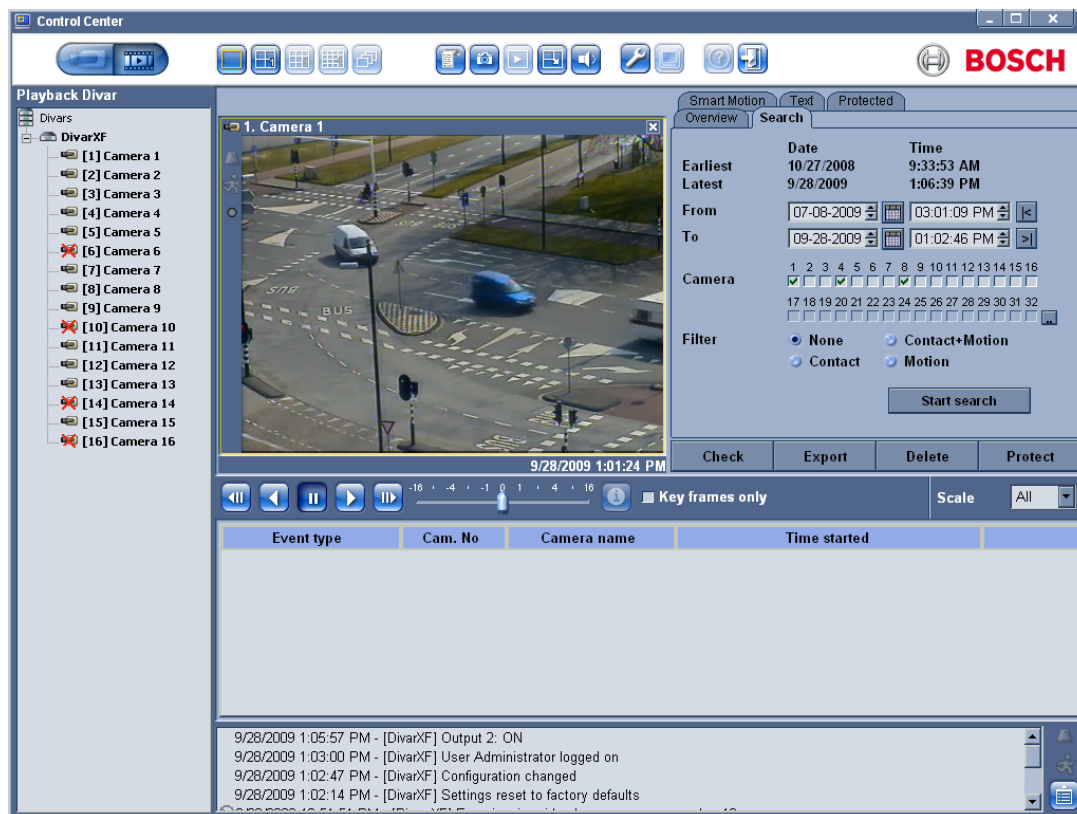 Control Center
BOSCH
Playback Divar
Divars
DivarXF
[1] Camera 1
[2] Camera 2
[3] Camera 3
[4] Camera 4
[5] Camera 5
[6] Camera 6
[7] Camera 7
[8] Camera 8
[9] Camera 9
[10] Camera 10
[11] Camera 11
[12] Camera 12
[13] Camera 13
[14] Camera 14
[15] Camera 15
[16] Camera 16
1. Camera 1
BUS
9/28/2009 1:01:24 PM
Smart Motion Text Protected
Overview Search
Date Time
Earliest 10/27/2008 9:33:53 AM
Latest 9/28/2009 1:06:39 PM
From 07-08-2009 03:01:09 PM
To 09-28-2009 01:02:46 PM
1 2 3 4 5 6 7 8 9 10 11 12 13 14 15 16
Camera
17 18 19 20 21 22 23 24 25 26 27 28 29 30 31 32
Filter None Contact+Motion
Contact Motion
Start search
Check Export Delete Protect
-16 -4 -1 0 1 4 16
Key frames only
Scale All
Event type Cam. No Camera name Time started
9/28/2009 1:05:57 PM - [DivarXF] Output 2: ON
9/28/2009 1:03:00 PM - [DivarXF] User Administrator logged on
9/28/2009 1:02:47 PM - [DivarXF] Configuration changed
9/28/2009 1:02:14 PM - [DivarXF] Settings reset to factory defaults